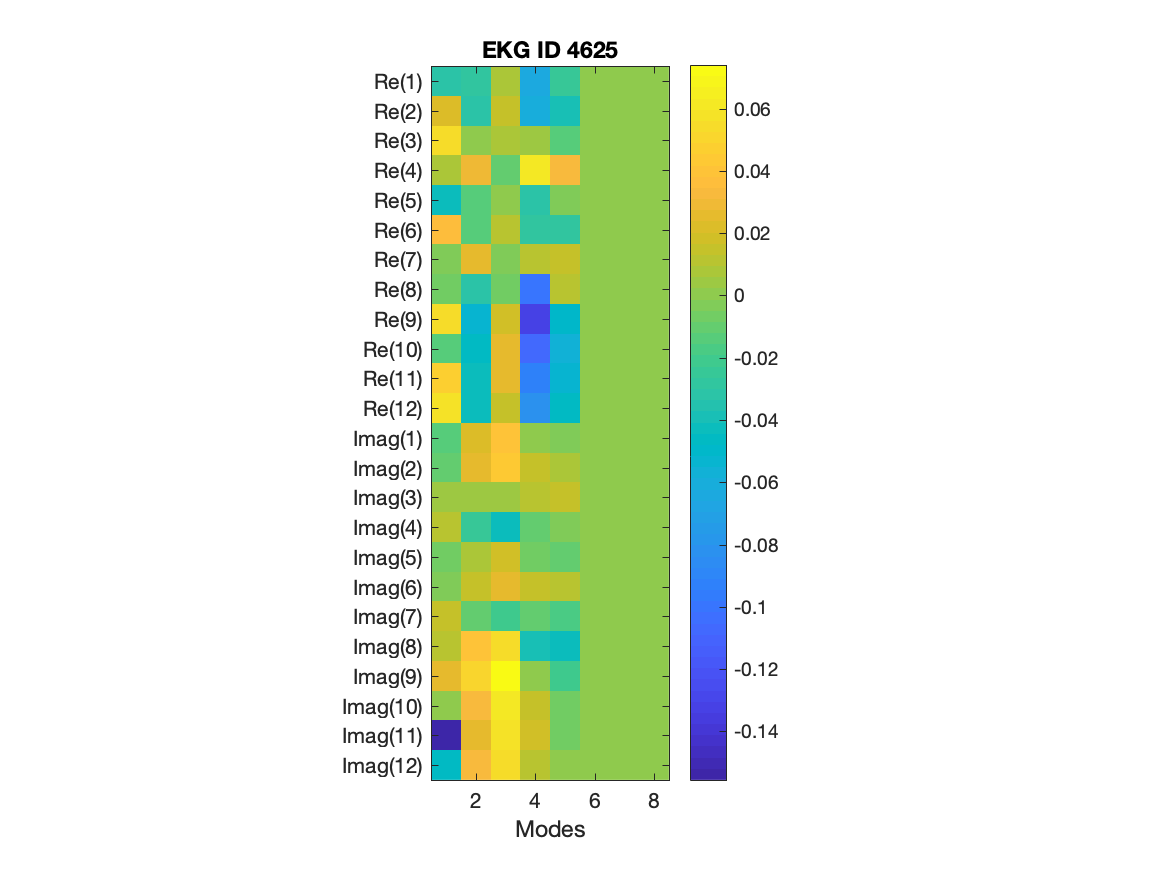 EKG ID 4625
Re(1)
Re(2)
Re(3)
Re(4)
Re(5)
Re(6)
Re(7)
Re(8)
Re(9)
Re(10)
Re(11)
Re(12)
Imag(1)
Imag(2)
Imag(3)
Imag(4)
Imag(5)
Imag(6)
Imag(7)
Imag(8)
Imag(9)
Imag(10)
Imag(11)
Imag(12)
2 4 6 8
Modes
0.06
0.04
0.02
0
-0.02
-0.04
-0.06
-0.08
-0.1
-0.12
-0.14